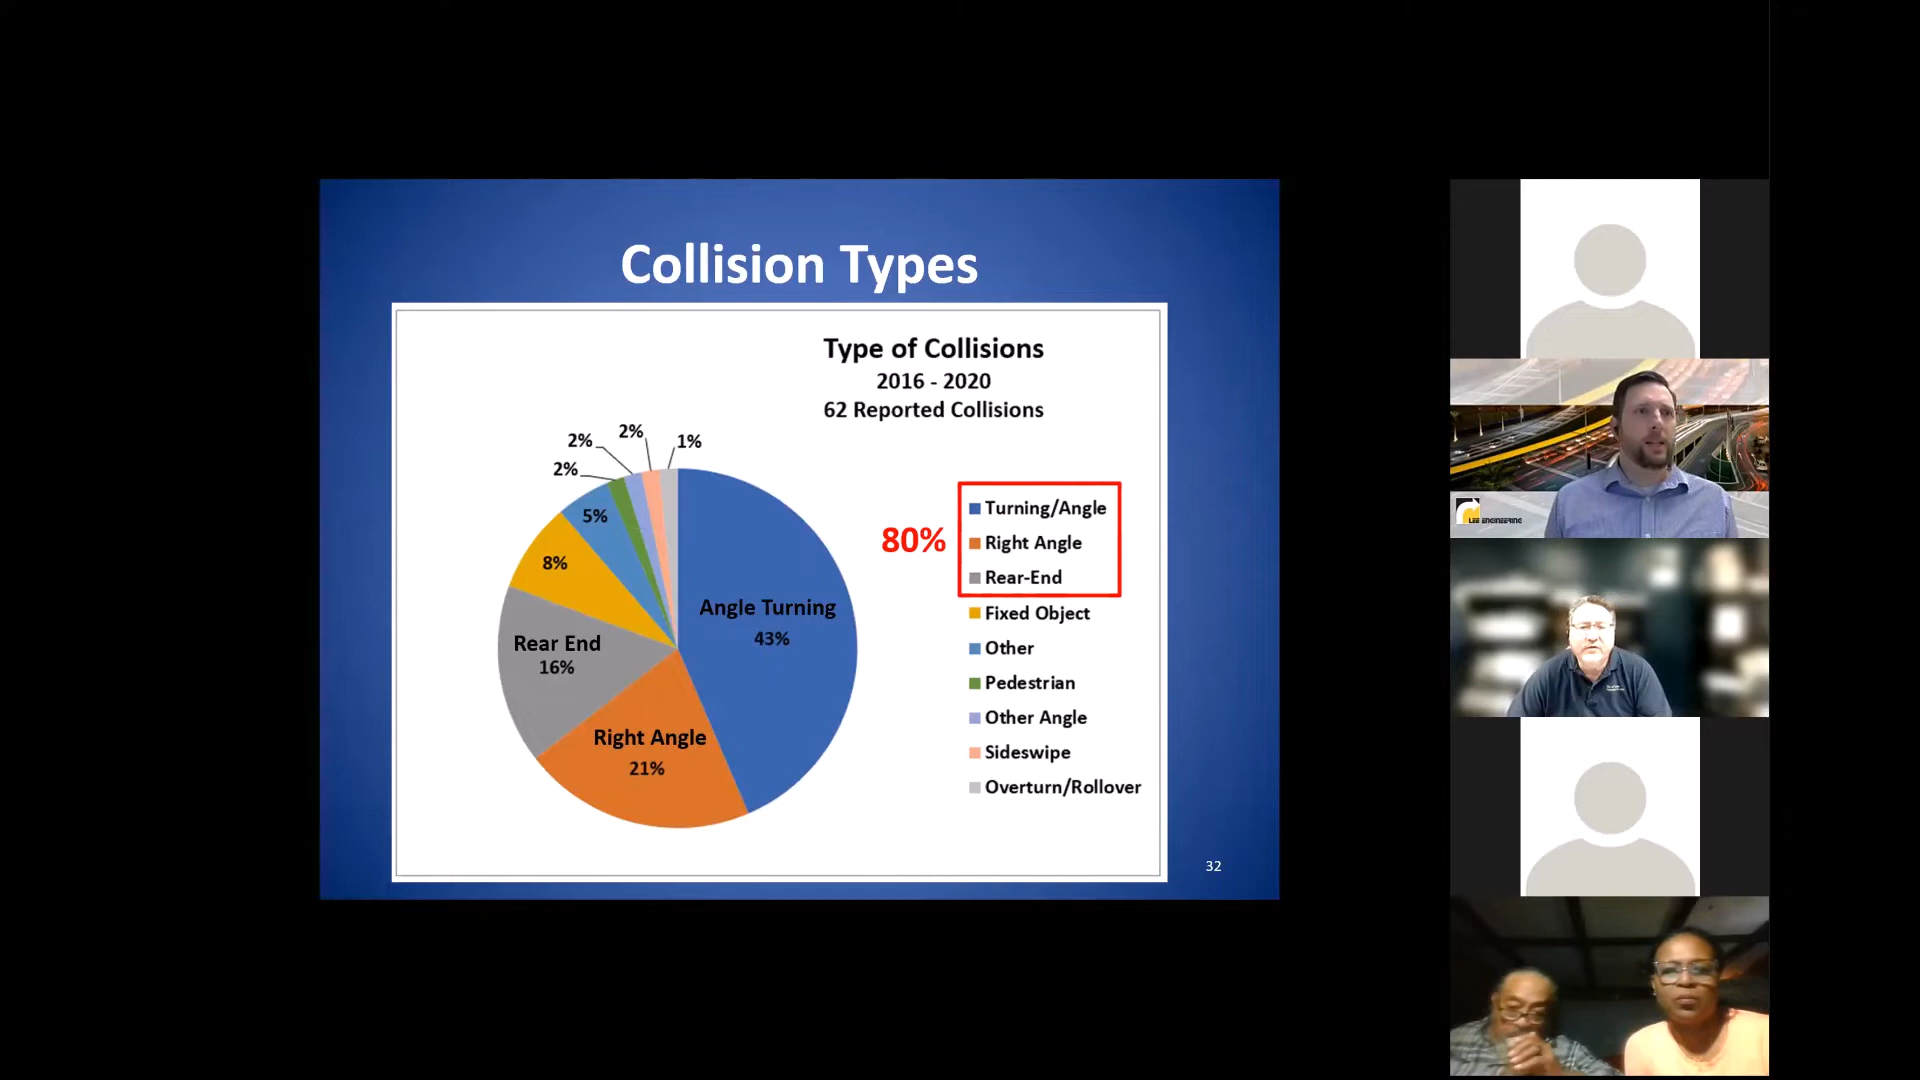 Collision Types
Type of Collisions
2016 - 2020
62 Reported Collisions
2%
2%
2%
1%
5%
8%
Angle Turning
43%
Rear End
16%
Right Angle
21%
80%
Turning/Angle
Right Angle
Rear-End
Fixed Object
Other
Pedestrian
Other Angle
Sideswipe
Overturn/Rollover
32
LEE ENGINEERING